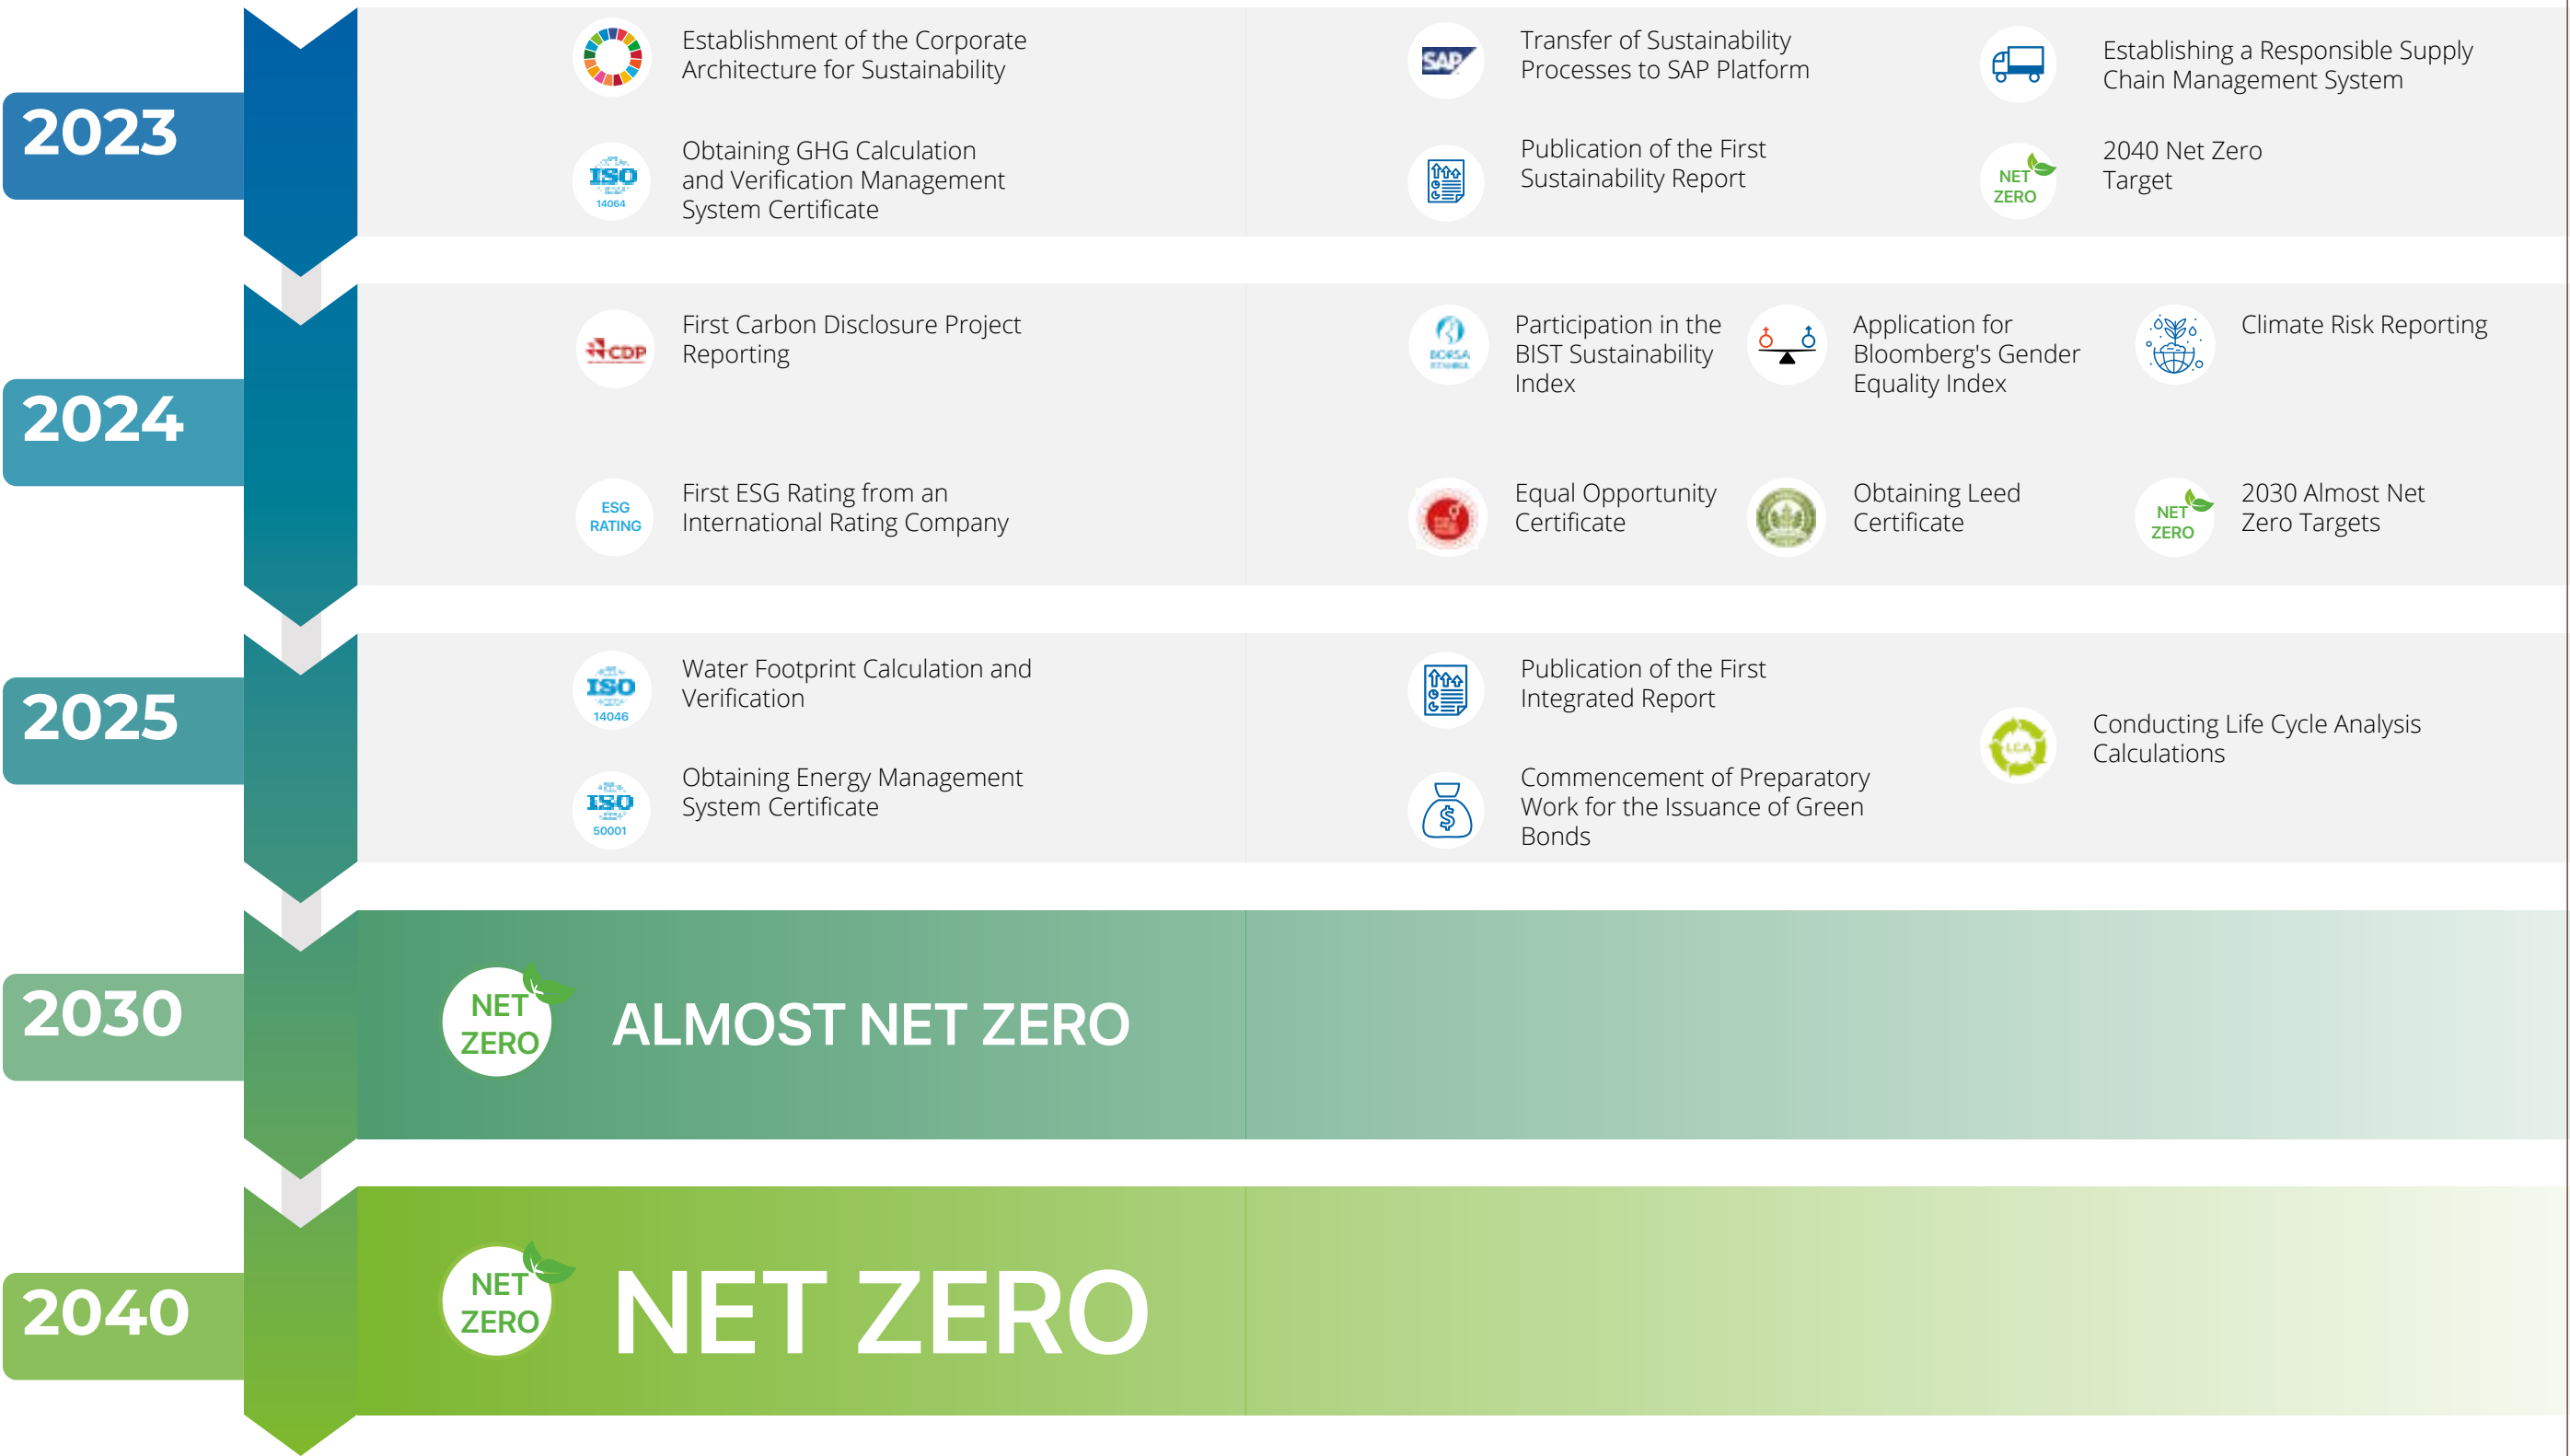 2023
Establishment of the Corporate
Architecture for Sustainability
ISO
14064
Obtaining GHG Calculation
and Verification Management
System Certificate
SAP
Transfer of Sustainability
Processes to SAP Platform
Publication of the First
Sustainability Report
Establishing a Responsible Supply
Chain Management System
NET
ZERO
2040 Net Zero
Target
2024
CDP
First Carbon Disclosure Project
Reporting
ESG
RATING
First ESG Rating from an
International Rating Company
BORSA
ISTANBUL
Participation in the
BIST Sustainability
Index
Application for
Bloomberg's Gender
Equality Index
Climate Risk Reporting
Equal Opportunity
Certificate
Obtaining Leed
Certificate
NET
ZERO
2030 Almost Net
Zero Targets
2025
ISO
14046
Water Footprint Calculation and
Verification
ISO
50001
Obtaining Energy Management
System Certificate
Publication of the First
Integrated Report
Commencement of Preparatory
Work for the Issuance of Green
Bonds
LCA
Conducting Life Cycle Analysis
Calculations
2030
NET
ZERO
ALMOST NET ZERO
2040
NET
ZERO
NET ZERO